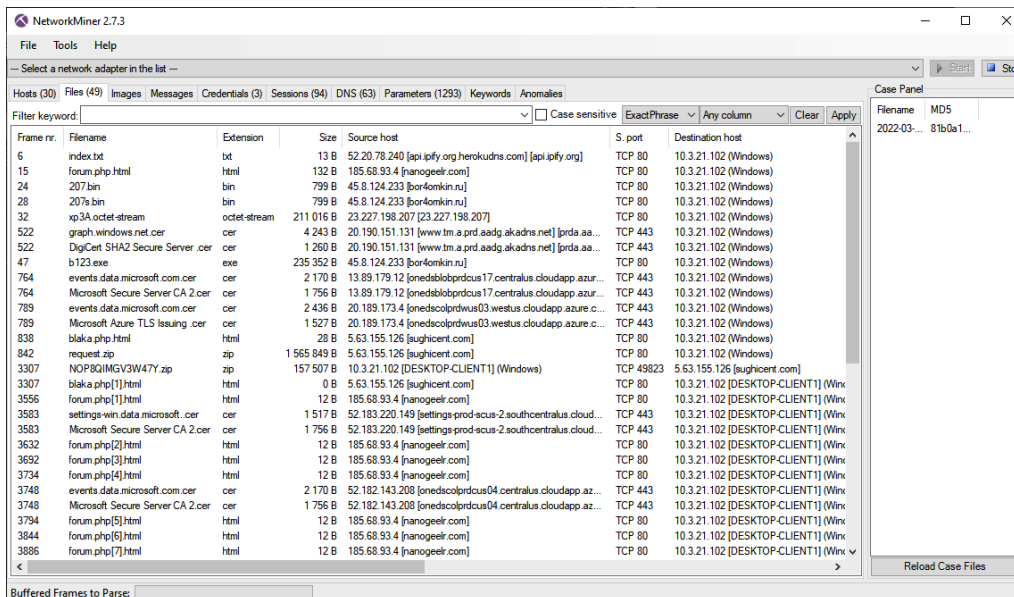 NetworkMiner 2.7.3
File Tools Help
--- Select a network adapter in the list --- Start Sto
Hosts (30) Files (49) Images Messages Credentials (3) Sessions (94) DNS (63) Parameters (1293) Keywords Anomalies Case Panel
Filter keyword: Case sensitive ExactPhrase Any column Clear Apply Filename MD5
Frame nr. Filename Extension Size Source host S. port Destination host 2022-03-... 81b0a1...
6 index.txt txt 13 B 52.20.78.240 [api.ipify.org.herokudns.com] [api.ipify.org] TCP 80 10.3.21.102 (Windows)
15 forum.php.html html 132 B 185.68.93.4 [nanogeelr.com] TCP 80 10.3.21.102 (Windows)
24 207.bin bin 799 B 45.8.124.233 [bor4omkin.ru] TCP 80 10.3.21.102 (Windows)
28 207s.bin bin 799 B 45.8.124.233 [bor4omkin.ru] TCP 80 10.3.21.102 (Windows)
32 xp3A.octet-stream octet-stream 211 016 B 23.227.198.207 [23.227.198.207] TCP 80 10.3.21.102 (Windows)
522 graph.windows.net.cer cer 4 243 B 20.190.151.131 [www.tm.a.prd.aadg.akadns.net] [prda.aa... TCP 443 10.3.21.102 (Windows)
522 DigiCert SHA2 Secure Server .cer cer 1 260 B 20.190.151.131 [www.tm.a.prd.aadg.akadns.net] [prda.aa... TCP 443 10.3.21.102 (Windows)
47 b123.exe exe 235 352 B 45.8.124.233 [bor4omkin.ru] TCP 80 10.3.21.102 (Windows)
764 events.data.microsoft.com.cer cer 2 170 B 13.89.179.12 [onedsblobprdcus17.centralus.cloudapp.azur... TCP 443 10.3.21.102 (Windows)
764 Microsoft Secure Server CA 2.cer cer 1 756 B 13.89.179.12 [onedsblobprdcus17.centralus.cloudapp.azur... TCP 443 10.3.21.102 (Windows)
789 events.data.microsoft.com.cer cer 2 436 B 20.189.173.4 [onedscolprdwus03.westus.cloudapp.azure.c... TCP 443 10.3.21.102 (Windows)
789 Microsoft Azure TLS Issuing .cer cer 1 527 B 20.189.173.4 [onedscolprdwus03.westus.cloudapp.azure.c... TCP 443 10.3.21.102 (Windows)
838 blaka.php.html html 28 B 5.63.155.126 [sughicent.com] TCP 80 10.3.21.102 (Windows)
842 request.zip zip 1 565 849 B 5.63.155.126 [sughicent.com] TCP 80 10.3.21.102 (Windows)
3307 NOP8QIMGV3W47Y.zip zip 157 507 B 10.3.21.102 [DESKTOP-CLIENT1] (Windows) TCP 49823 5.63.155.126 [sughicent.com]
3307 blaka.php[1].html html 0 B 5.63.155.126 [sughicent.com] TCP 80 10.3.21.102 [DESKTOP-CLIENT1] (Winc
3556 forum.php[1].html html 12 B 185.68.93.4 [nanogeelr.com] TCP 80 10.3.21.102 [DESKTOP-CLIENT1] (Winc
3583 settings-win.data.microsoft..cer cer 1 517 B 52.183.220.149 [settings-prod-scus-2.southcentralus.cloud... TCP 443 10.3.21.102 [DESKTOP-CLIENT1] (Winc
3583 Microsoft Secure Server CA 2.cer cer 1 756 B 52.183.220.149 [settings-prod-scus-2.southcentralus.cloud... TCP 443 10.3.21.102 [DESKTOP-CLIENT1] (Winc
3632 forum.php[2].html html 12 B 185.68.93.4 [nanogeelr.com] TCP 80 10.3.21.102 [DESKTOP-CLIENT1] (Winc
3692 forum.php[3].html html 12 B 185.68.93.4 [nanogeelr.com] TCP 80 10.3.21.102 [DESKTOP-CLIENT1] (Winc
3734 forum.php[4].html html 12 B 185.68.93.4 [nanogeelr.com] TCP 80 10.3.21.102 [DESKTOP-CLIENT1] (Winc
3748 events.data.microsoft.com.cer cer 2 170 B 52.182.143.208 [onedscolprdcus04.centralus.cloudapp.az... TCP 443 10.3.21.102 [DESKTOP-CLIENT1] (Winc
3748 Microsoft Secure Server CA 2.cer cer 1 756 B 52.182.143.208 [onedscolprdcus04.centralus.cloudapp.az... TCP 443 10.3.21.102 [DESKTOP-CLIENT1] (Winc
3794 forum.php[5].html html 12 B 185.68.93.4 [nanogeelr.com] TCP 80 10.3.21.102 [DESKTOP-CLIENT1] (Winc
3844 forum.php[6].html html 12 B 185.68.93.4 [nanogeelr.com] TCP 80 10.3.21.102 [DESKTOP-CLIENT1] (Winc
3886 forum.php[7].html html 12 B 185.68.93.4 [nanogeelr.com] TCP 80 10.3.21.102 [DESKTOP-CLIENT1] (Winc
Reload Case Files
Buffered Frames to Parse: